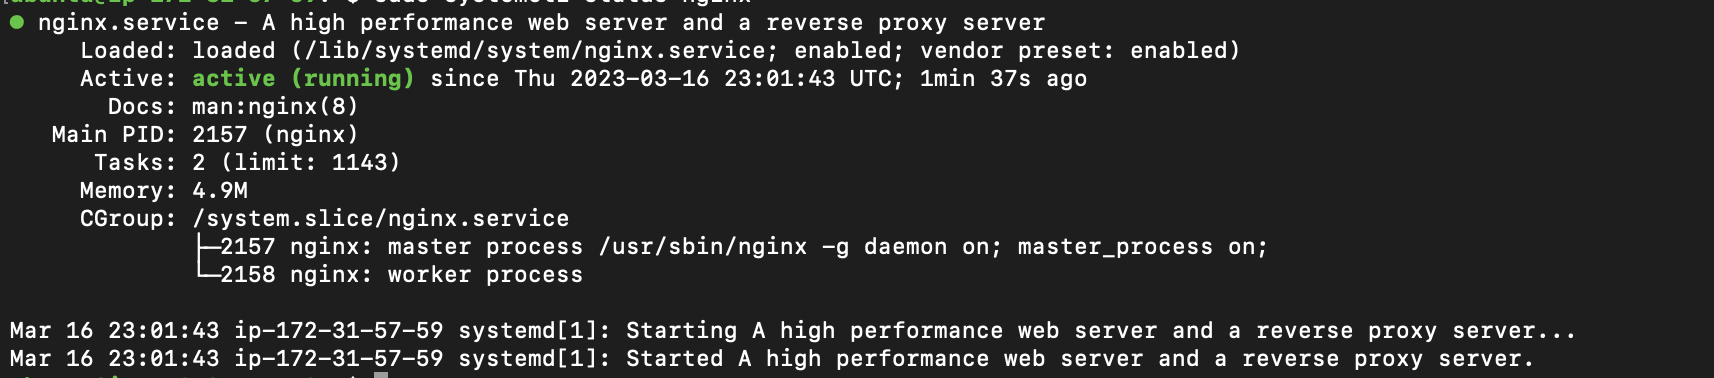 ● nginx.service - A high performance web server and a reverse proxy server
     Loaded: loaded (/lib/systemd/system/nginx.service; enabled; vendor preset: enabled)
     Active: active (running) since Thu 2023-03-16 23:01:43 UTC; 1min 37s ago
       Docs: man:nginx(8)
   Main PID: 2157 (nginx)
      Tasks: 2 (limit: 1143)
     Memory: 4.9M
     CGroup: /system.slice/nginx.service
             ├─2157 nginx: master process /usr/sbin/nginx -g daemon on; master_process on;
             └─2158 nginx: worker process
Mar 16 23:01:43 ip-172-31-57-59 systemd[1]: Starting A high performance web server and a reverse proxy server...
Mar 16 23:01:43 ip-172-31-57-59 systemd[1]: Started A high performance web server and a reverse proxy server.